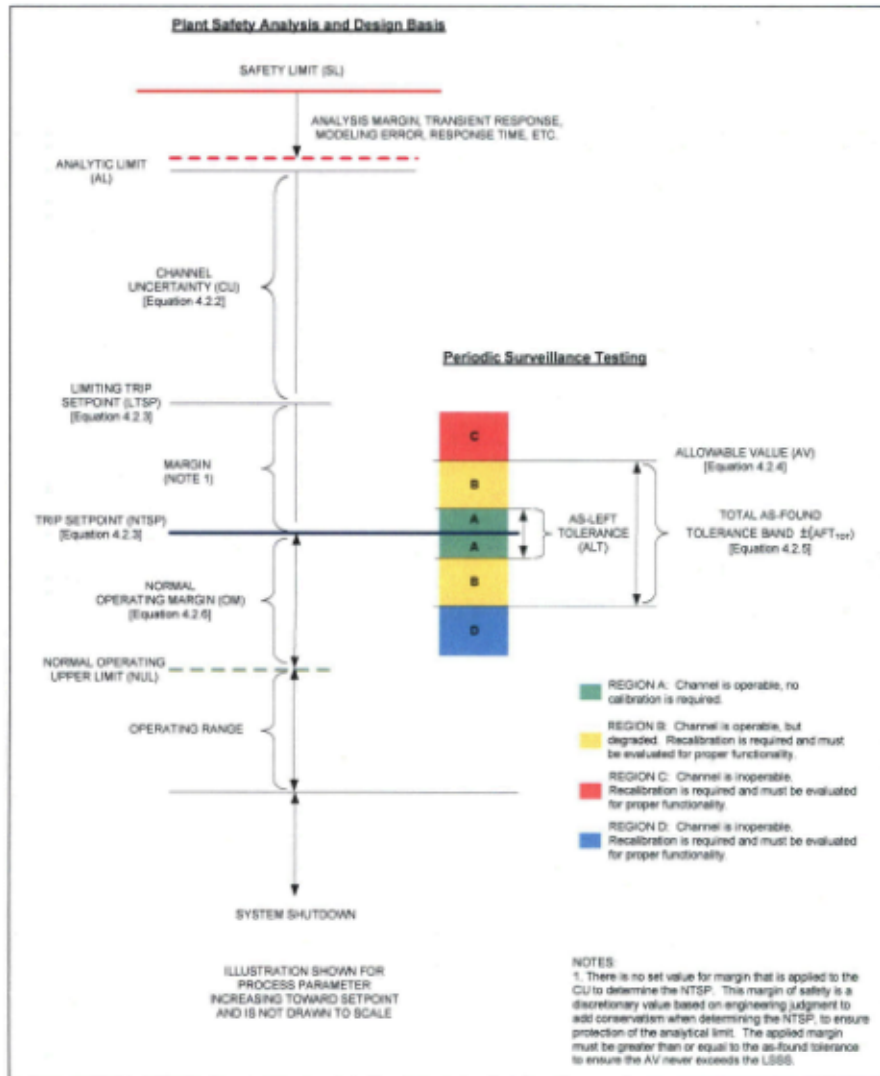 Plant Safety Analysis and Design Basis
SAFETY LIMIT (SL)
ANALYSIS MARGIN, TRANSIENT RESPONSE,
MODELING ERROR, RESPONSE TIME, ETC.
ANALYTIC LIMIT
(AL)
CHANNEL
UNCERTAINTY (CU)
[Equation 4.2.2]
Periodic Surveillance Testing
LIMITING TRIP
SETPOINT (LTSP)
[Equation 4.2.3]
MARGIN
(NOTE 1)
TRIP SETPOINT (NTSP)
[Equation 4.2.3]
NORMAL
OPERATING MARGIN (OM)
[Equation 4.2.6]
NORMAL OPERATING
UPPER LIMIT (NUL)
OPERATING RANGE
SYSTEM SHUTDOWN
ILLUSTRATION SHOWN FOR
PROCESS PARAMETER
INCREASING TOWARD SETPOINT
AND IS NOT DRAWN TO SCALE
C
B
A
A
B
D
AS-LEFT
TOLERANCE
(ALT)
ALLOWABLE VALUE (AV)
[Equation 4.2.4]
TOTAL AS-FOUND
TOLERANCE BAND ±(AFTTOT)
[Equation 4.2.5]
REGION A: Channel is operable, no
calibration is required.
REGION B: Channel is operable, but
degraded. Recalibration is required and must
be evaluated for proper functionality.
REGION C: Channel is inoperable.
Recalibration is required and must be evaluated
for proper functionality.
REGION D: Channel is inoperable.
Recalibration is required and must be evaluated
for proper functionality.
NOTES:
1. There is no set value for margin that is applied to the
CU to determine the NTSP. This margin of safety is a
discretionary value based on engineering judgment to
add conservatism when determining the NTSP, to ensure
protection of the analytical limit. The applied margin
must be greater than or equal to the as-found tolerance
to ensure the AV never exceeds the LSSS.